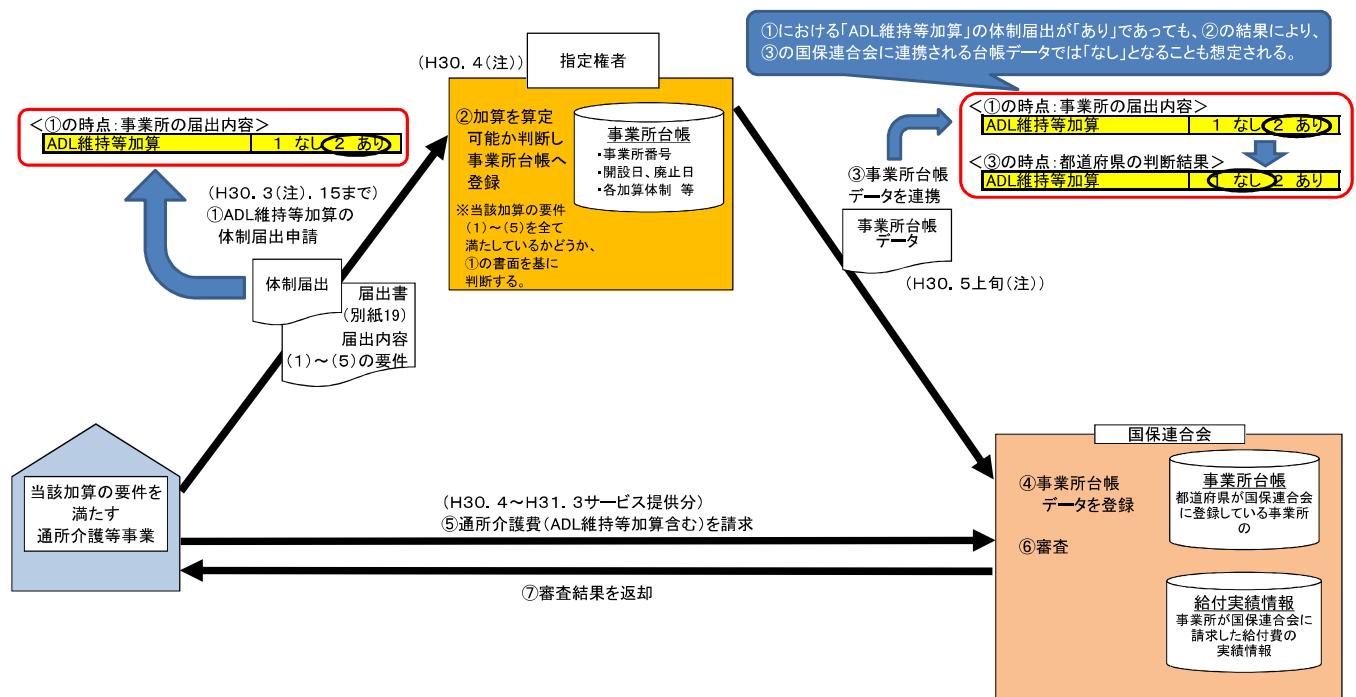 ①における「ADL維持等加算」の体制届出が「あり」であっても、②の結果により、
③の国保連合会に連携される台帳データでは「なし」となることも想定される。
(H30.4(注))
指定権者
②加算を算定
可能か判断し
事業所台帳へ
登録
※当該加算の要件
(1)~(5)を全て
満たしているかどうか、
①の書面を基に
判断する。
事業所台帳
・事業所番号
・開設日、廃止日
・各加算体制 等
<①の時点:事業所の届出内容>
ADL維持等加算 1 なし 2 あり
(H30.3(注).15まで)
①ADL維持等加算の
体制届出申請
体制届出
届出書
(別紙19)
届出内容
(1)~(5)の要件
<①の時点:事業所の届出内容>
ADL維持等加算 1 なし 2 あり
<③の時点:都道府県の判断結果>
ADL維持等加算 1 なし 2 あり
③事業所台帳
データを連携
事業所台帳
データ
(H30.5上旬(注))
当該加算の要件を
満たす
通所介護等事業
(H30.4~H31.3サービス提供分)
⑤通所介護費(ADL維持等加算含む)を請求
⑦審査結果を返却
国保連合会
④事業所台帳
データを登録
⑥審査
事業所台帳
都道府県が国保連合会
に登録している事業所
の
給付実績情報
事業所が国保連合会に
請求した給付費の
実績情報